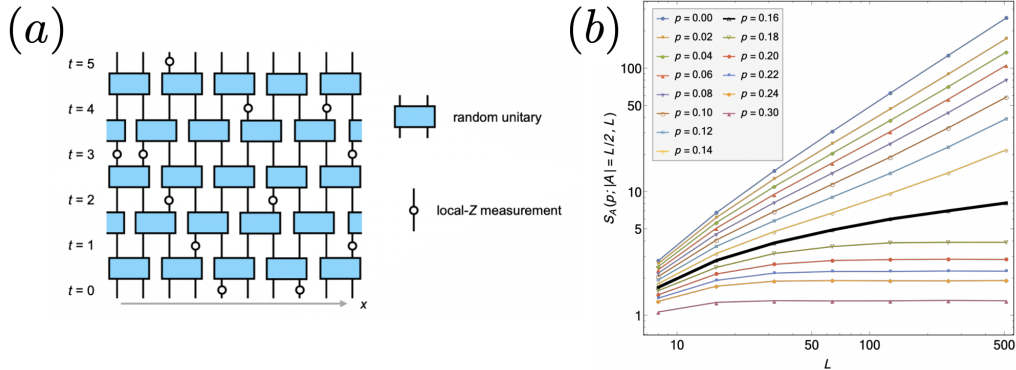 (a)
t = 5
t = 4
t = 3
t = 2
t = 1
t = 0
x
random unitary
local-Z measurement
(b)
S_A(p; |A| = L/2, L)
100
50
10
5
1
10
50
100
500
L
p = 0.00
p = 0.02
p = 0.04
p = 0.06
p = 0.08
p = 0.10
p = 0.12
p = 0.14
p = 0.16
p = 0.18
p = 0.20
p = 0.22
p = 0.24
p = 0.30